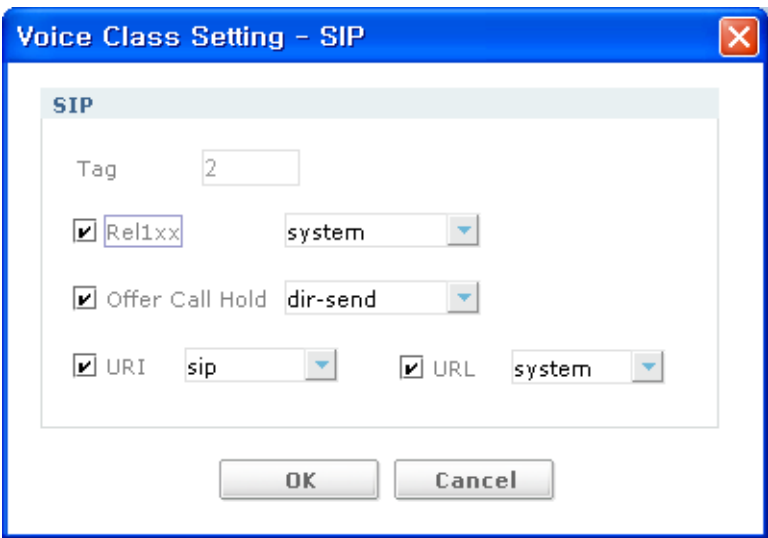 Voice Class Setting - SIP
SIP
Tag 2
Rel1xx system
Offer Call Hold dir-send
URI sip URL system
OK Cancel